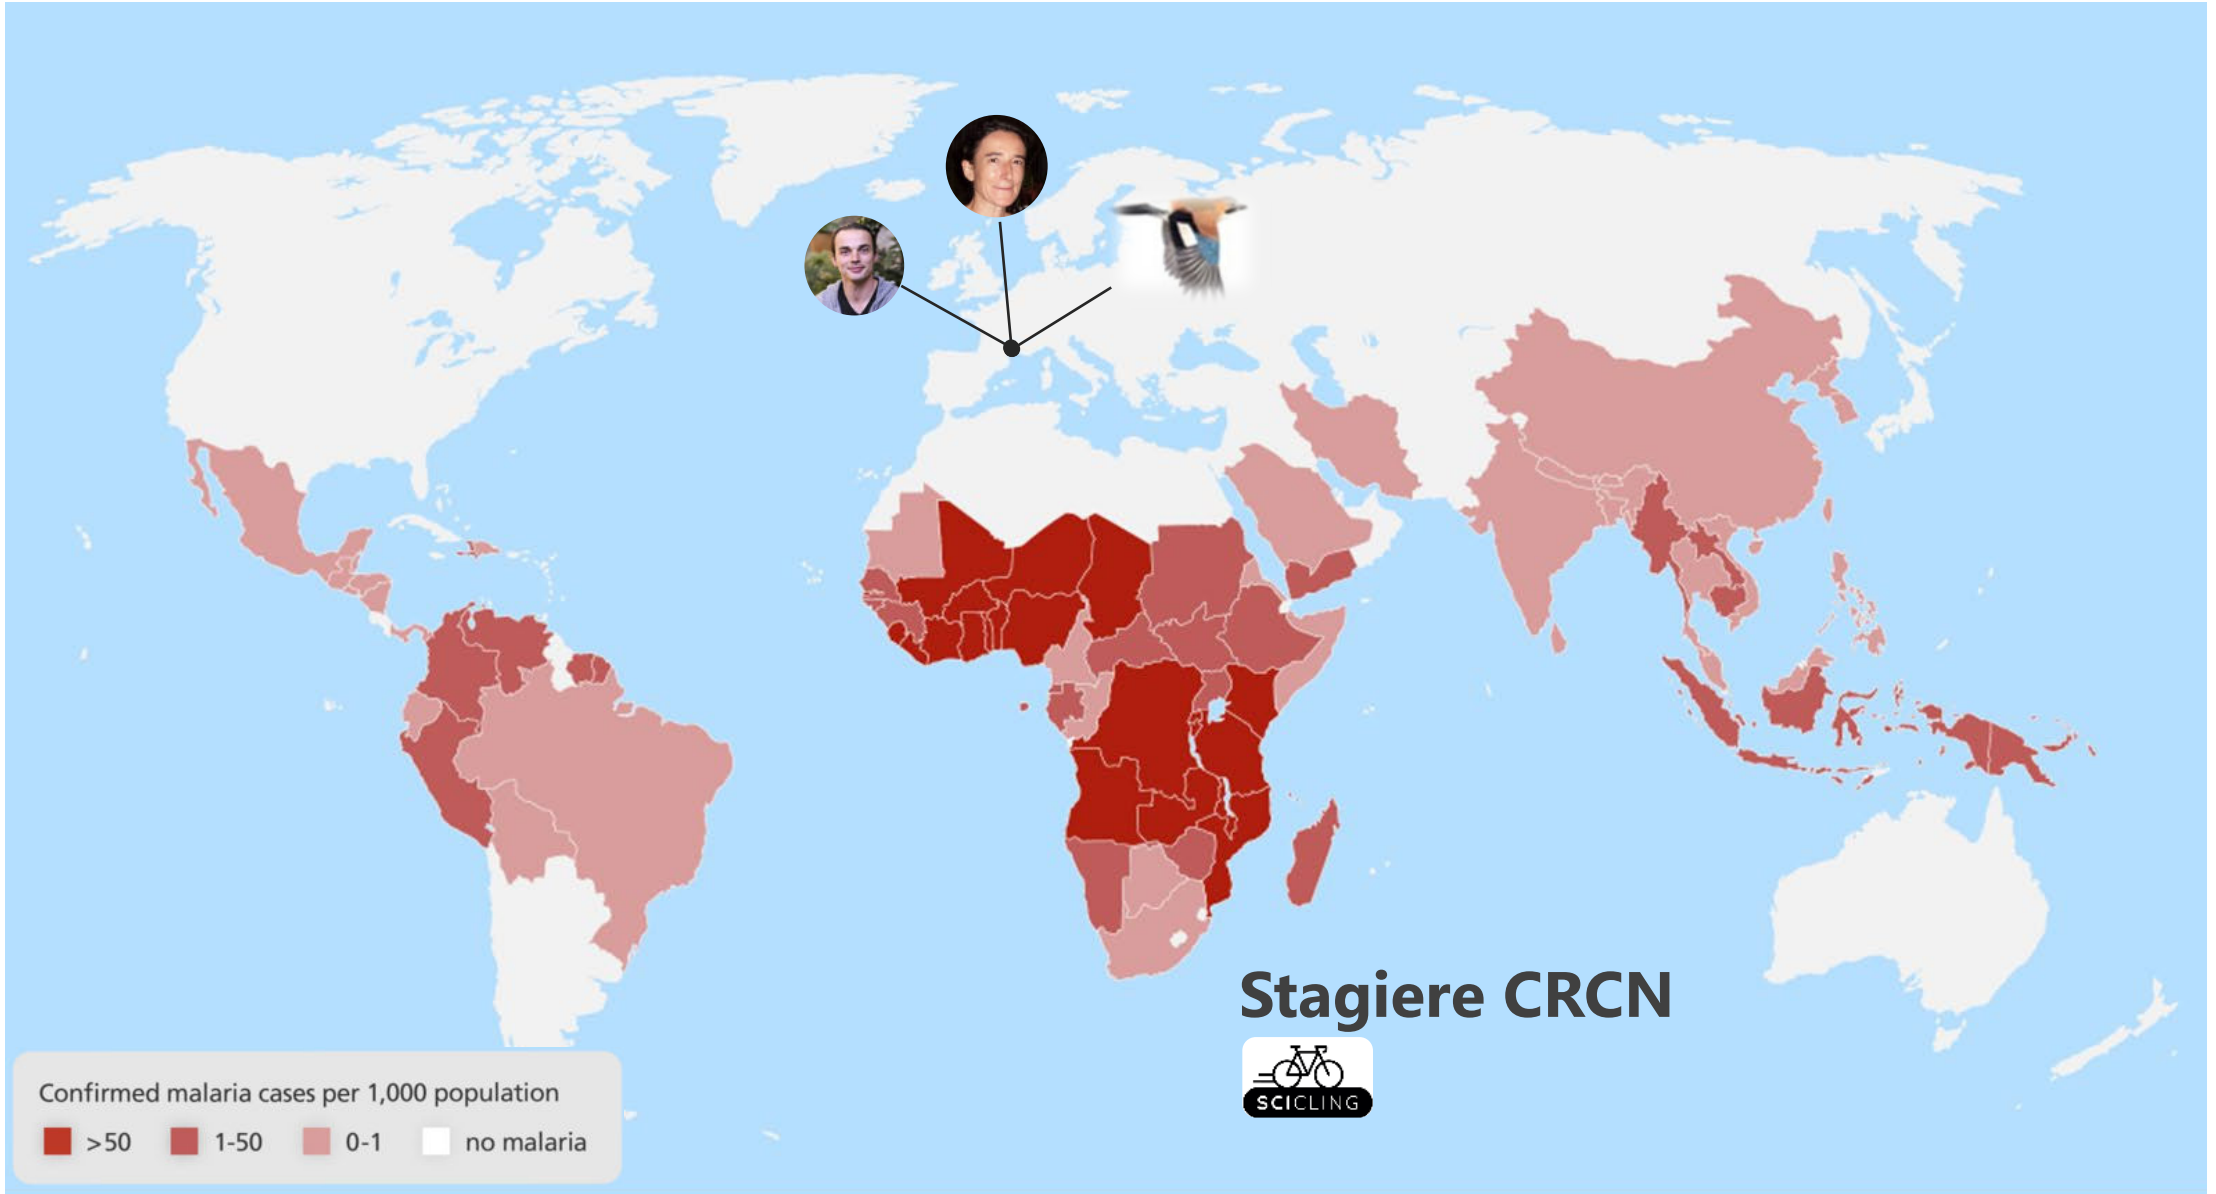 Stagiere CRCN
SCICLING
Confirmed malaria cases per 1,000 population
>50 1-50 0-1 no malaria